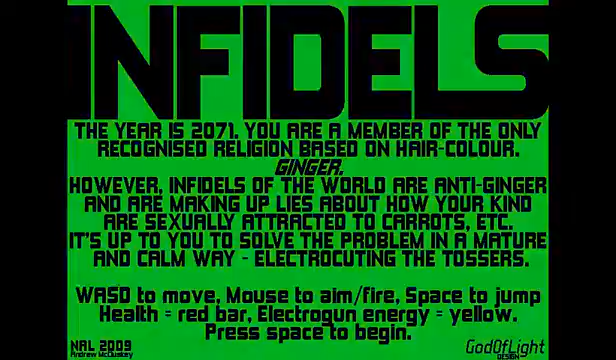 INFIDELS
THE YEAR IS 2071. YOU ARE A MEMBER OF THE ONLY
RECOGNISED RELIGION BASED ON HAIR-COLOUR.
GINGER.
HOWEVER, INFIDELS OF THE WORLD ARE ANTI-GINGER
AND ARE MAKING UP LIES ABOUT HOW YOUR KIND
ARE SEXUALLY ATTRACTED TO CARROTS, ETC.
IT'S UP TO YOU TO SOLVE THE PROBLEM IN A MATURE
AND CALM WAY - ELECTROCUTING THE TOSSERS.
WASD to move, Mouse to aim/fire, Space to jump
Health = red bar, Electrogun energy = yellow.
Press space to begin.
NAL 2009
Andrew McCluskey
GodOfLight
DESIGN